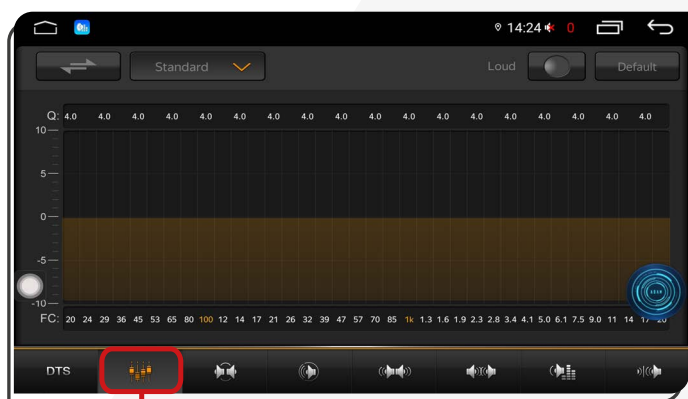 14:24 0
Standard Loud Default
Q: 4.0 4.0 4.0 4.0 4.0 4.0 4.0 4.0 4.0 4.0 4.0 4.0 4.0 4.0 4.0 4.0 4.0 4.0
10
5
0
-5
-10
FC: 20 24 29 36 45 53 65 80 100 12 14 17 21 26 32 39 47 57 70 85 1k 1.3 1.6 1.9 2.3 2.8 3.4 4.1 5.0 6.1 7.5 9.0 11 14 17 20
DTS